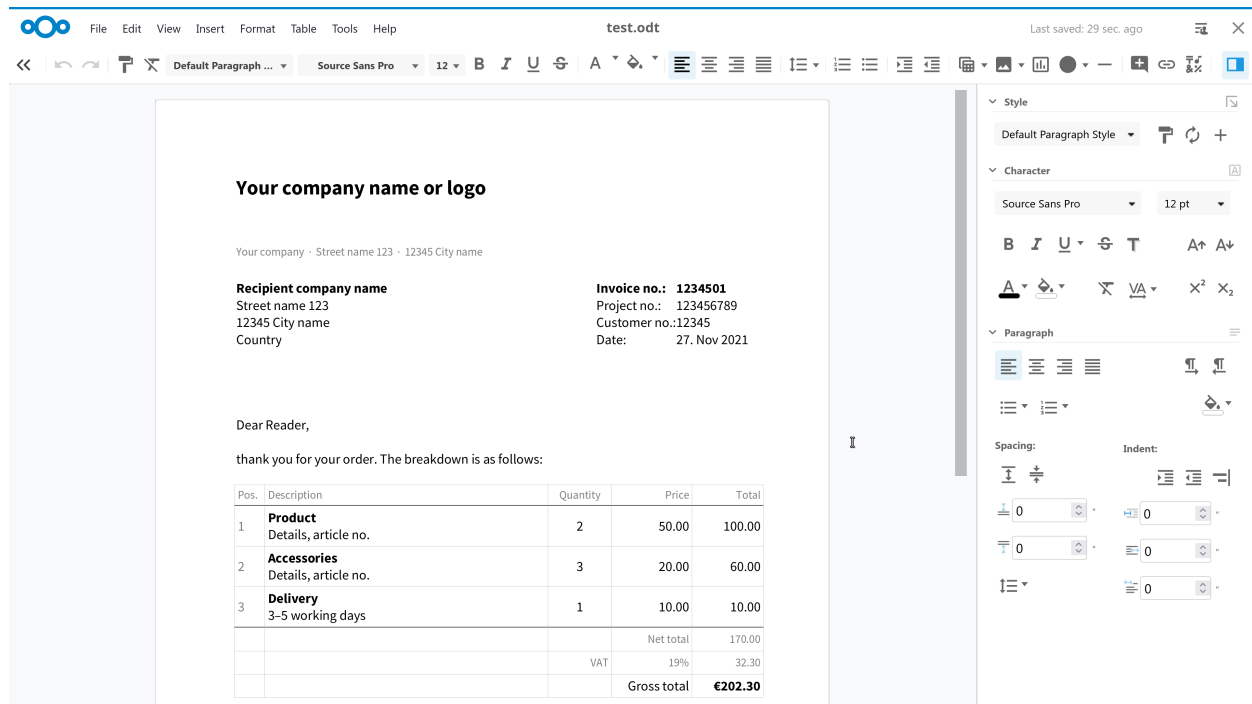 File Edit View Insert Format Table Tools Help test.odt Last saved: 29 sec. ago
Default Paragraph ... Source Sans Pro 12 B I U S A
Your company name or logo
Your company · Street name 123 · 12345 City name
Recipient company name Invoice no.: 1234501
Street name 123 Project no.: 123456789
12345 City name Customer no.:12345
Country Date: 27. Nov 2021
Dear Reader,
thank you for your order. The breakdown is as follows:
Pos. Description Quantity Price Total
1 Product 2 50.00 100.00
Details, article no.
2 Accessories 3 20.00 60.00
Details, article no.
3 Delivery 1 10.00 10.00
3–5 working days
Net total 170.00
VAT 19% 32.30
Gross total €202.30
Style
Default Paragraph Style
Character
Source Sans Pro 12 pt
B I U S T A A
A VA X² X₂
Paragraph
Spacing: Indent:
0 " 0 "
0 " 0 "
0 "